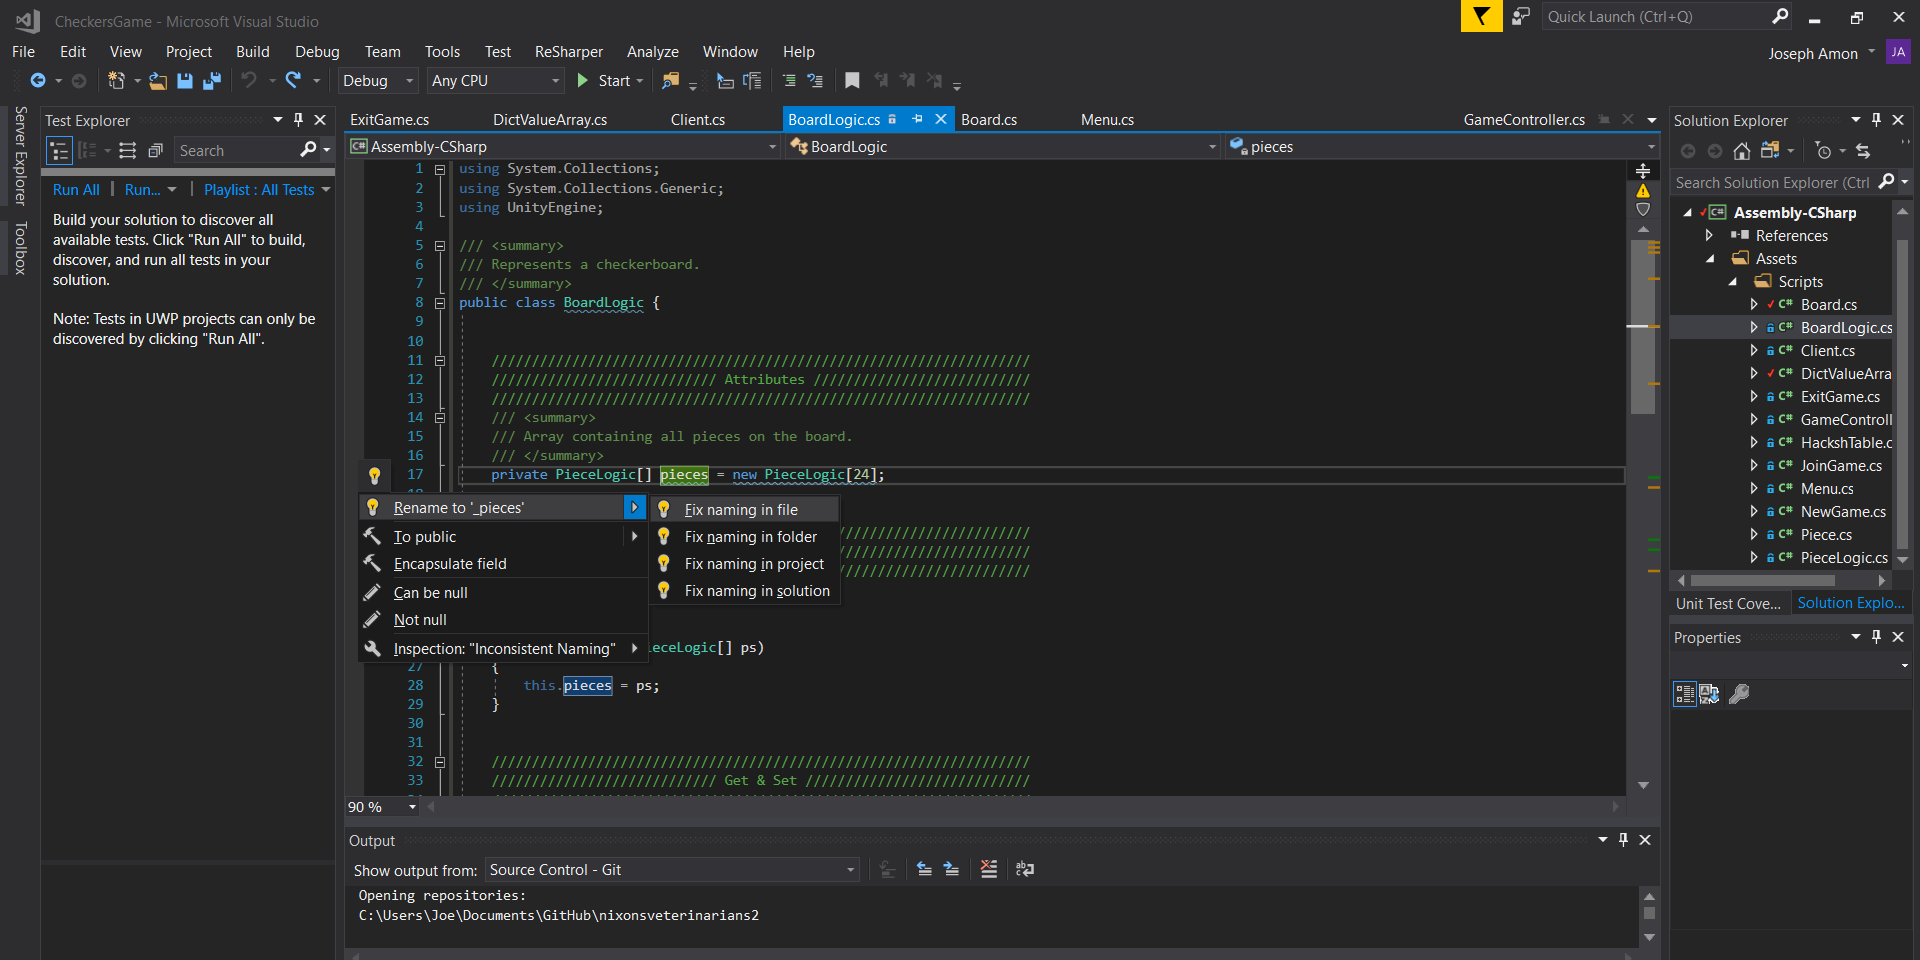 CheckersGame - Microsoft Visual Studio
Quick Launch (Ctrl+Q)
File Edit View Project Build Debug Team Tools Test ReSharper Analyze Window Help
Joseph Amon JA
Debug Any CPU Start
Server Explorer
Toolbox
Test Explorer
Search
Run All | Run... Playlist : All Tests
Build your solution to discover all
available tests. Click "Run All" to build,
discover, and run all tests in your
solution.
Note: Tests in UWP projects can only be
discovered by clicking "Run All".
ExitGame.cs DictValueArray.cs Client.cs BoardLogic.cs Board.cs Menu.cs GameController.cs
C# Assembly-CSharp BoardLogic pieces
1 using System.Collections;
2 using System.Collections.Generic;
3 using UnityEngine;
4
5 /// <summary>
6 /// Represents a checkerboard.
7 /// </summary>
8 public class BoardLogic {
9
10
11 ///////////////////////////////////////////////////////////////////
12 //////////////////////////// Attributes ///////////////////////////
13 ///////////////////////////////////////////////////////////////////
14 /// <summary>
15 /// Array containing all pieces on the board.
16 /// </summary>
17 private PieceLogic[] pieces = new PieceLogic[24];
Rename to '_pieces'
To public
Encapsulate field
Can be null
Not null
Inspection: "Inconsistent Naming"
Fix naming in file
Fix naming in folder
Fix naming in project
Fix naming in solution
////////////////////////
////////////////////////
////////////////////////
ieceLogic[] ps)
27 {
28 this.pieces = ps;
29 }
30
31
32 ///////////////////////////////////////////////////////////////////
33 //////////////////////////// Get & Set ////////////////////////////
90 %
Output
Show output from: Source Control - Git
Opening repositories:
C:\Users\Joe\Documents\GitHub\nixonsveterinarians2
Solution Explorer
Search Solution Explorer (Ctrl
C# Assembly-CSharp
References
Assets
Scripts
C# Board.cs
C# BoardLogic.cs
C# Client.cs
C# DictValueArra
C# ExitGame.cs
C# GameControll
C# HackshTable.c
C# JoinGame.cs
C# Menu.cs
C# NewGame.cs
C# Piece.cs
C# PieceLogic.cs
Unit Test Cove... Solution Explo...
Properties